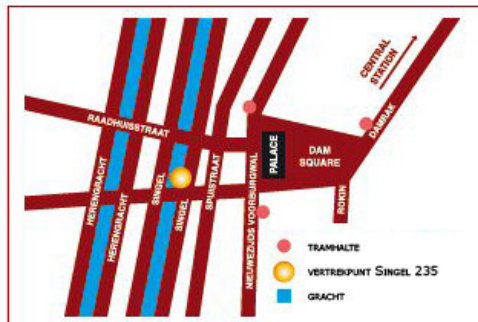 CENTRAL
STATION
RAADHUISSTRAAT
DAMRAK
PALACE
DAM
SQUARE
HERENGRACHT
HERENGRACHT
SINGEL
SINGEL
SPUISTRAAT
NIEUWEZIJDS VOORBURGWAL
ROKIN
TRAMHALTE
VERTREKPUNT SINGEL 235
GRACHT